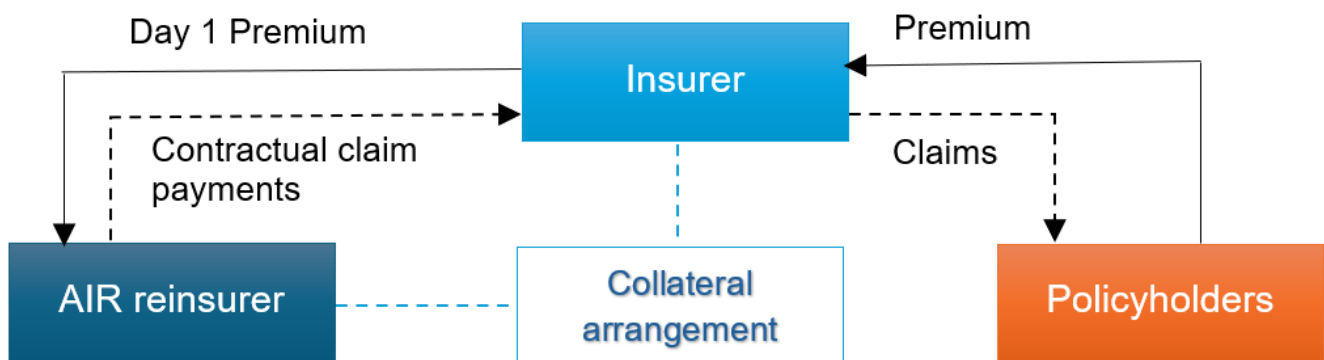 Day 1 Premium
Premium
Insurer
Contractual claim
payments
Claims
AIR reinsurer
Collateral
arrangement
Policyholders